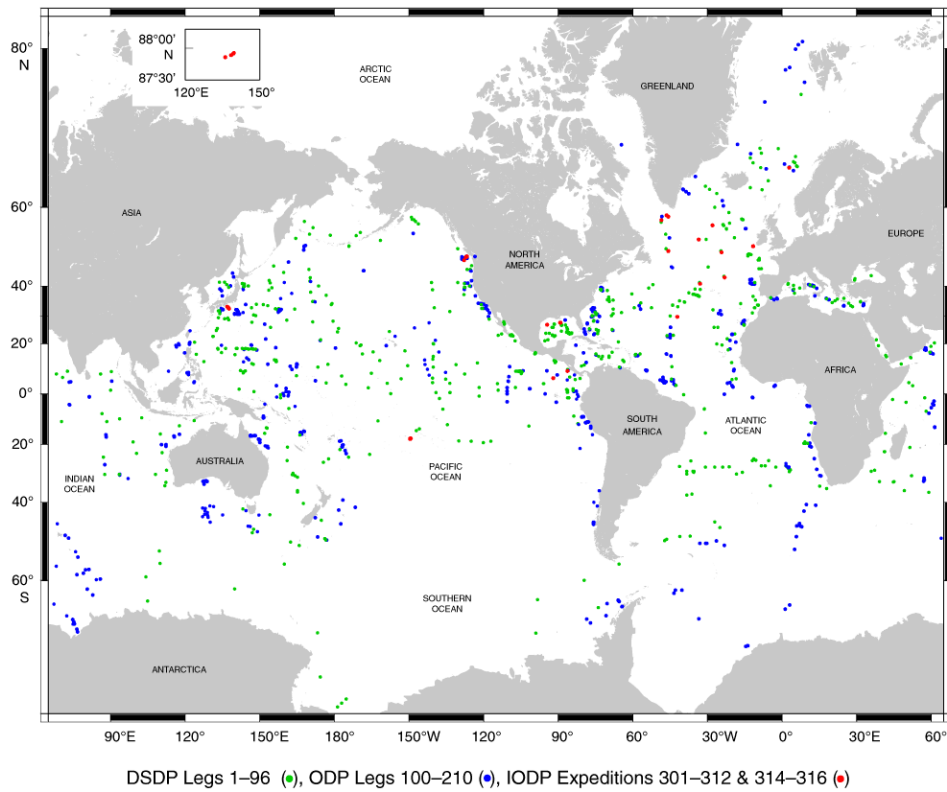 80°
N
88°00'
N
87°30'
120°E
150°
ARCTIC
OCEAN
GREENLAND
60°
ASIA
EUROPE
NORTH
AMERICA
40°
20°
AFRICA
0°
SOUTH
AMERICA
ATLANTIC
OCEAN
20°
AUSTRALIA
PACIFIC
OCEAN
INDIAN
OCEAN
40°
60°
S
SOUTHERN
OCEAN
ANTARCTICA
90°E 120° 150° 180° 150°W 120° 90° 60° 30°W 0° 30° 60°E
DSDP Legs 1–96 (•), ODP Legs 100–210 (•), IODP Expeditions 301–312 & 314–316 (•)